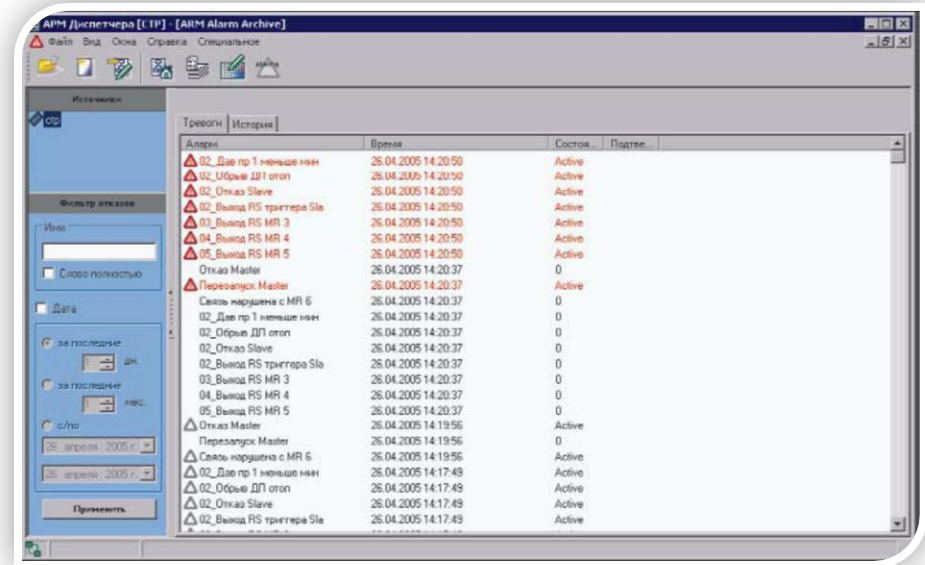 АРМ Диспетчера [СТР] - [ARM Alarm Archive]
Файл Вид Окна Справка Специальное
alarms
Источники
ctp
Тревоги История
Аларм Время Состоя... Подтве...
02_Дав пр 1 меньше мин 26.04.2005 14:20:50 Active
02_Обрыв ДП отоп 26.04.2005 14:20:50 Active
02_Отказ Slave 26.04.2005 14:20:50 Active
02_Выход RS триггера Sla 26.04.2005 14:20:50 Active
03_Выход RS MR 3 26.04.2005 14:20:50 Active
04_Выход RS MR 4 26.04.2005 14:20:50 Active
05_Выход RS MR 5 26.04.2005 14:20:50 Active
Отказ Master 26.04.2005 14:20:37 0
Перезапуск Master 26.04.2005 14:20:37 Active
Связь нарушена с MR 6 26.04.2005 14:20:37 0
02_Дав пр 1 меньше мин 26.04.2005 14:20:37 0
02_Обрыв ДП отоп 26.04.2005 14:20:37 0
02_Отказ Slave 26.04.2005 14:20:37 0
02_Выход RS триггера Sla 26.04.2005 14:20:37 0
03_Выход RS MR 3 26.04.2005 14:20:37 0
04_Выход RS MR 4 26.04.2005 14:20:37 0
05_Выход RS MR 5 26.04.2005 14:20:37 0
Отказ Master 26.04.2005 14:19:56 Active
Перезапуск Master 26.04.2005 14:19:56 0
Связь нарушена с MR 6 26.04.2005 14:19:56 Active
02_Дав пр 1 меньше мин 26.04.2005 14:17:49 Active
02_Обрыв ДП отоп 26.04.2005 14:17:49 Active
02_Отказ Slave 26.04.2005 14:17:49 Active
02_Выход RS триггера Sla 26.04.2005 14:17:49 Active
Фильтр отказов
Имя
Слово полностью
Дата
за последние
1 дн.
за последние
1 мес.
с/по
26 апреля 2005 г.
26 апреля 2005 г.
Применить